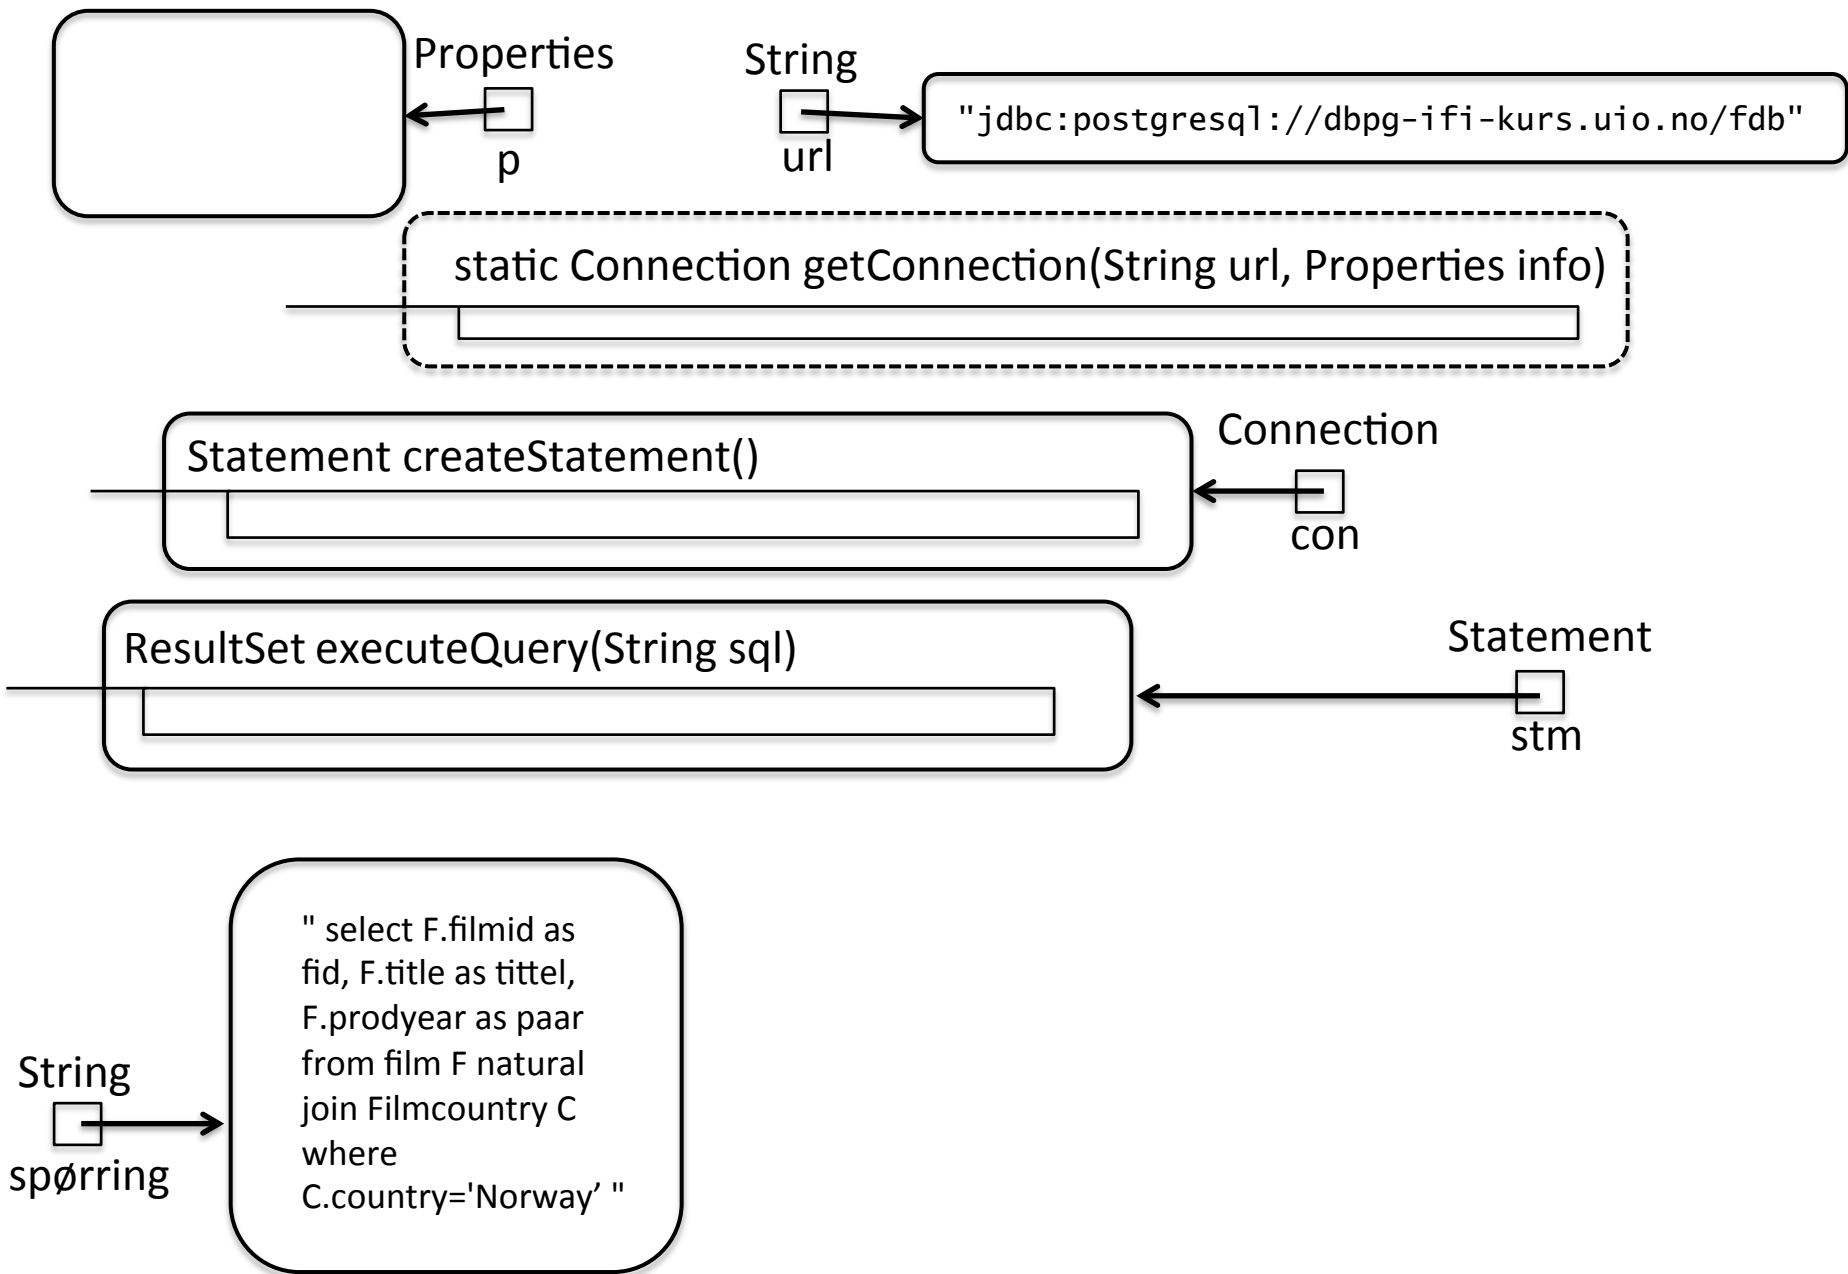 Properties
p
String
url
"jdbc:postgresql://dbpg-ifi-kurs.uio.no/fdb"
static Connection getConnection(String url, Properties info)
Statement createStatement()
Connection
con
ResultSet executeQuery(String sql)
Statement
stm
String
spørring
" select F.filmid as
fid, F.title as tittel,
F.prodyear as paar
from film F natural
join Filmcountry C
where
C.country='Norway’ "